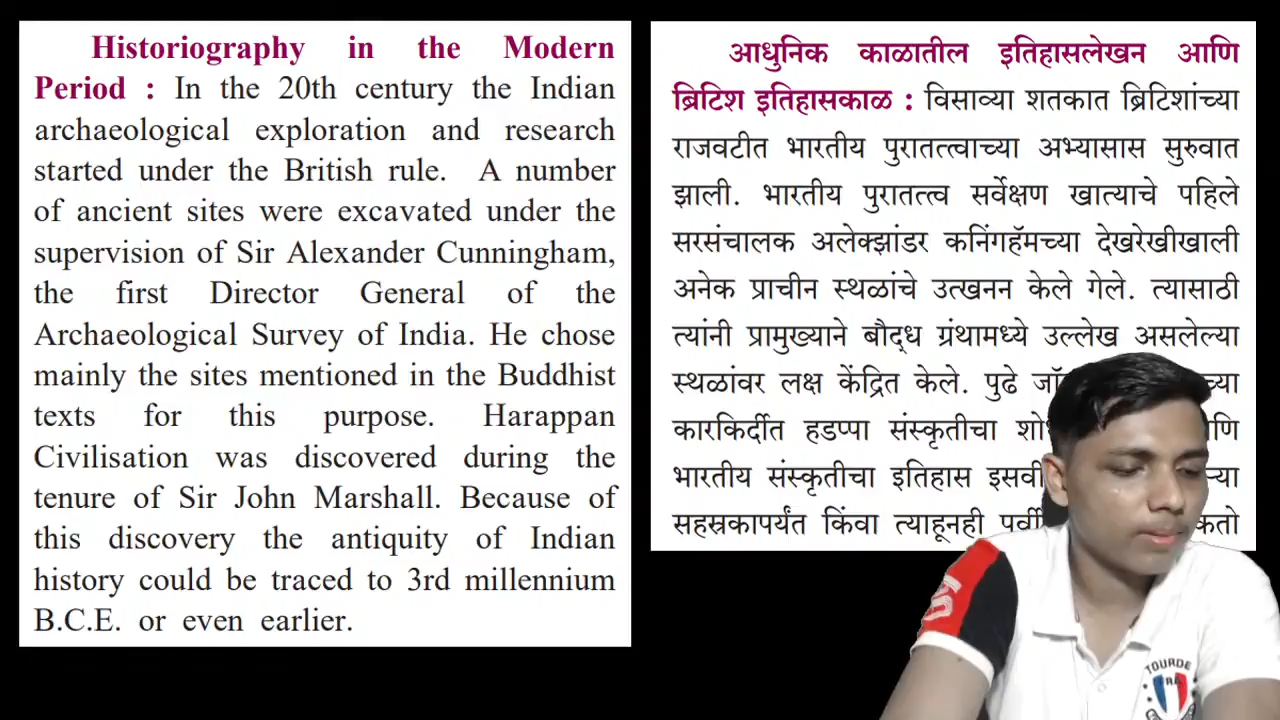 Historiography in the Modern
Period : In the 20th century the Indian
archaeological exploration and research
started under the British rule. A number
of ancient sites were excavated under the
supervision of Sir Alexander Cunningham,
the first Director General of the
Archaeological Survey of India. He chose
mainly the sites mentioned in the Buddhist
texts for this purpose. Harappan
Civilisation was discovered during the
tenure of Sir John Marshall. Because of
this discovery the antiquity of Indian
history could be traced to 3rd millennium
B.C.E. or even earlier.
आधुनिक काळातील इतिहासलेखन आणि
ब्रिटिश इतिहासकाळ : विसाव्या शतकात ब्रिटिशांच्या
राजवटीत भारतीय पुरातत्त्वाच्या अभ्यासास सुरुवात
झाली. भारतीय पुरातत्त्व सर्वेक्षण खात्याचे पहिले
सरसंचालक अलेक्झांडर कनिंगहॅमच्या देखरेखीखाली
अनेक प्राचीन स्थळांचे उत्खनन केले गेले. त्यासाठी
त्यांनी प्रामुख्याने बौद्ध ग्रंथामध्ये उल्लेख असलेल्या
स्थळांवर लक्ष केंद्रित केले. पुढे
कारकिर्दीत हडप्पा संस्कृतीचा
भारतीय संस्कृतीचा इतिहास
सहस्रकापर्यंत किंवा त्याहूनही
TOURDE